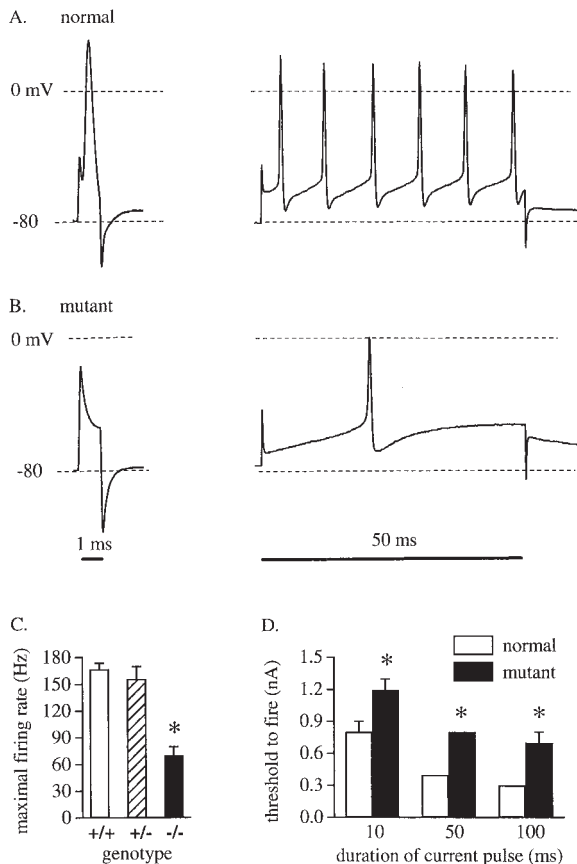 A. normal
0 mV
-80
B. mutant
0 mV
-80
1 ms
50 ms
C.
maximal firing rate (Hz)
180
150
120
90
60
30
0
*
+/+ +/- -/-
genotype
D.
normal
mutant
threshold to fire (nA)
1.5
1.2
0.9
0.6
0.3
0.0
* * *
10 50 100
duration of current pulse (ms)